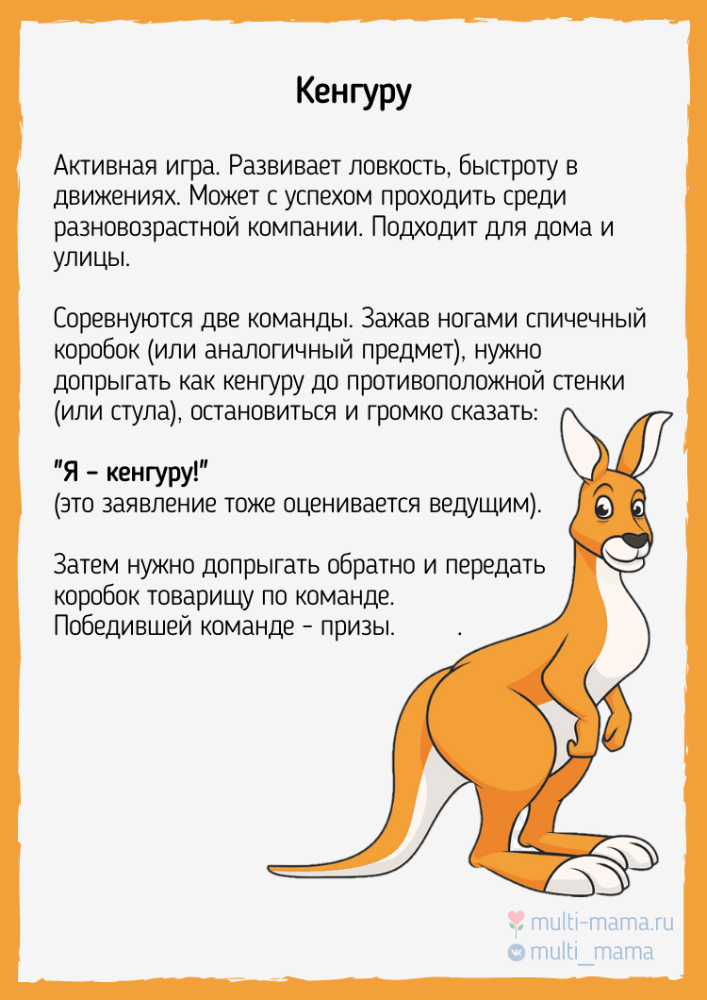 Кенгуру
Активная игра. Развивает ловкость, быстроту в
движениях. Может с успехом проходить среди
разновозрастной компании. Подходит для дома и
улицы.
Соревнуются две команды. Зажав ногами спичечный
коробок (или аналогичный предмет), нужно
допрыгать как кенгуру до противоположной стенки
(или стула), остановиться и громко сказать:
"Я – кенгуру!"
(это заявление тоже оценивается ведущим).
Затем нужно допрыгать обратно и передать
коробок товарищу по команде.
Победившей команде – призы. .
multi-mama.ru
multi_mama